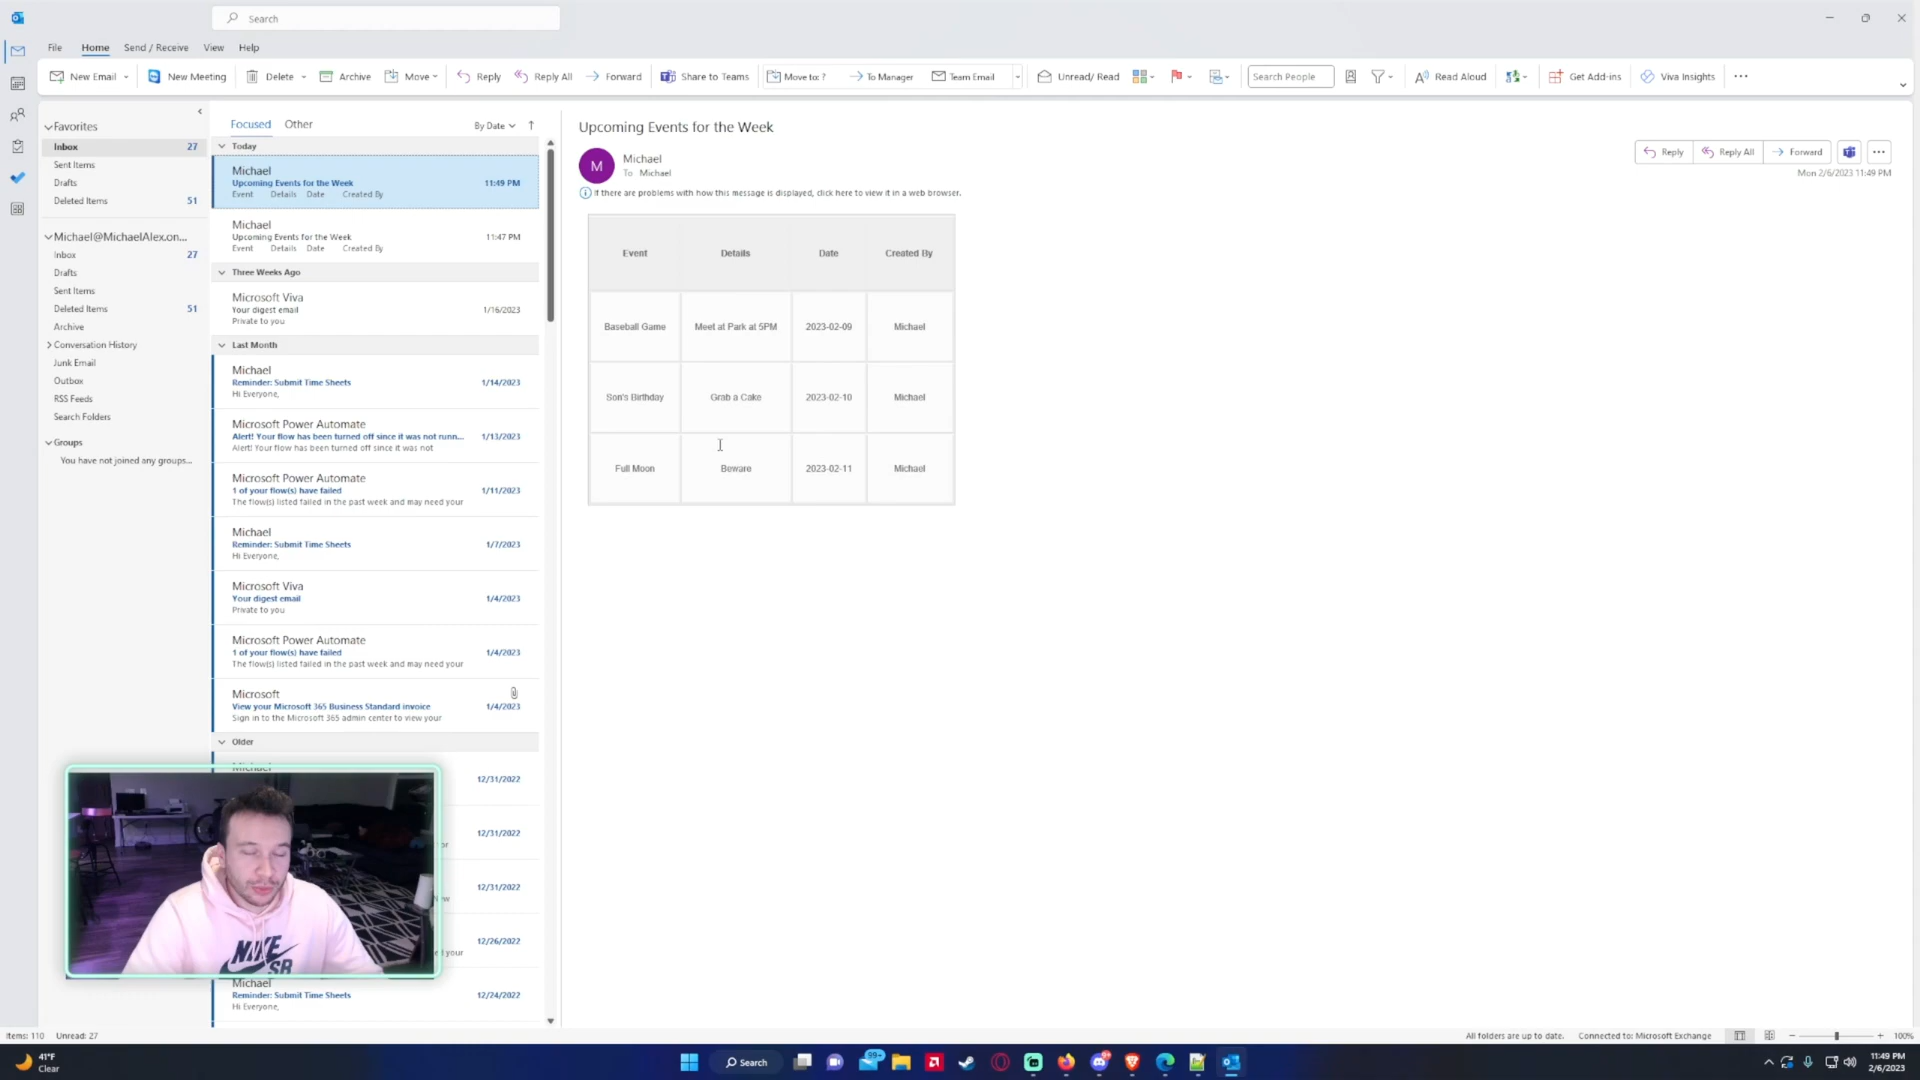 Search
File Home Send / Receive View Help
New Email New Meeting Delete Archive Move Reply Reply All Forward Share to Teams Move to: ? To Manager Team Email Unread/ Read Search People Read Aloud Get Add-ins Viva Insights
Favorites
Inbox 27
Sent Items
Drafts
Deleted Items 51
Michael@MichaelAlex.on...
Inbox 27
Drafts
Sent Items
Deleted Items 51
Archive
Conversation History
Junk Email
Outbox
RSS Feeds
Search Folders
Groups
You have not joined any groups...
Focused Other By Date
Today
Michael
Upcoming Events for the Week 11:49 PM
Event Details Date Created By
Michael
Upcoming Events for the Week 11:47 PM
Event Details Date Created By
Three Weeks Ago
Microsoft Viva
Your digest email 1/16/2023
Private to you
Last Month
Michael
Reminder: Submit Time Sheets 1/14/2023
Hi Everyone,
Microsoft Power Automate
Alert! Your flow has been turned off since it was not runn... 1/13/2023
Alert! Your flow has been turned off since it was not
Microsoft Power Automate
1 of your flow(s) have failed 1/11/2023
The flow(s) listed failed in the past week and may need your
Michael
Reminder: Submit Time Sheets 1/7/2023
Hi Everyone,
Microsoft Viva
Your digest email 1/4/2023
Private to you
Microsoft Power Automate
1 of your flow(s) have failed 1/4/2023
The flow(s) listed failed in the past week and may need your
Microsoft
View your Microsoft 365 Business Standard invoice 1/4/2023
Sign in to the Microsoft 365 admin center to view your
Older
Michael
12/31/2022
12/31/2022
or
12/31/2022
New
12/26/2022
your
Michael
Reminder: Submit Time Sheets 12/24/2022
Hi Everyone,
NIKE
SB
Upcoming Events for the Week
M
Michael
To Michael
Reply Reply All Forward
Mon 2/6/2023 11:49 PM
If there are problems with how this message is displayed, click here to view it in a web browser.
Event Details Date Created By
Baseball Game Meet at Park at 5PM 2023-02-09 Michael
Son's Birthday Grab a Cake 2023-02-10 Michael
Full Moon Beware 2023-02-11 Michael
Items: 110 Unread: 27
All folders are up to date. Connected to: Microsoft Exchange 100%
41°F
Clear
Search
99+
11:49 PM
2/6/2023